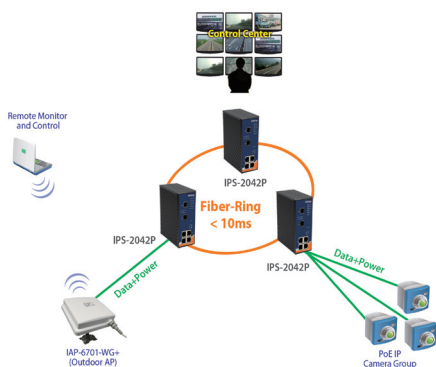 Control Center
Remote Monitor
and Control
IPS-2042P
Fiber-Ring
< 10ms
IPS-2042P
IPS-2042P
Data+Power
Data+Power
IAP-6701-WG+
(Outdoor AP)
PoE IP
Camera Group